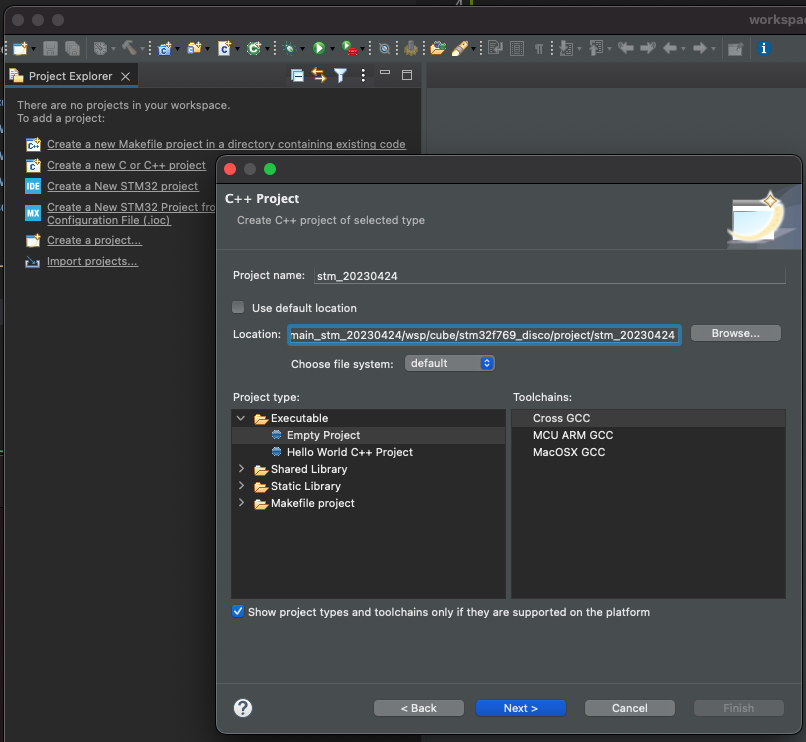 workspac
Project Explorer
There are no projects in your workspace.
To add a project:
Create a new Makefile project in a directory containing existing code
Create a new C or C++ project
IDE Create a New STM32 project
MX Create a New STM32 Project fro
Configuration File (.ioc)
Create a project...
Import projects...
C++ Project
Create C++ project of selected type
Project name: stm_20230424
Use default location
Location: main_stm_20230424/wsp/cube/stm32f769_disco/project/stm_20230424 Browse...
Choose file system: default
Project type: Toolchains:
Executable Cross GCC
Empty Project MCU ARM GCC
Hello World C++ Project MacOSX GCC
Shared Library
Static Library
Makefile project
Show project types and toolchains only if they are supported on the platform
? < Back Next > Cancel Finish